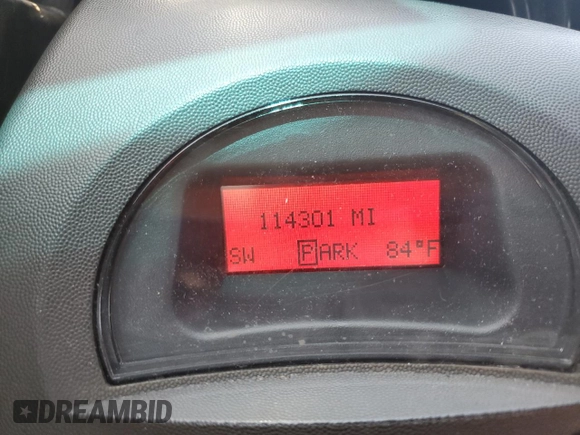 114301 MI
SW PARK 84°F
DREAMBID